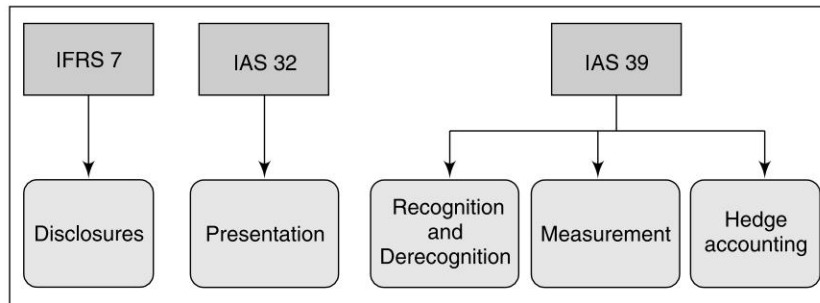 IFRS 7
IAS 32
IAS 39
Disclosures
Presentation
Recognition
and
Derecognition
Measurement
Hedge
accounting